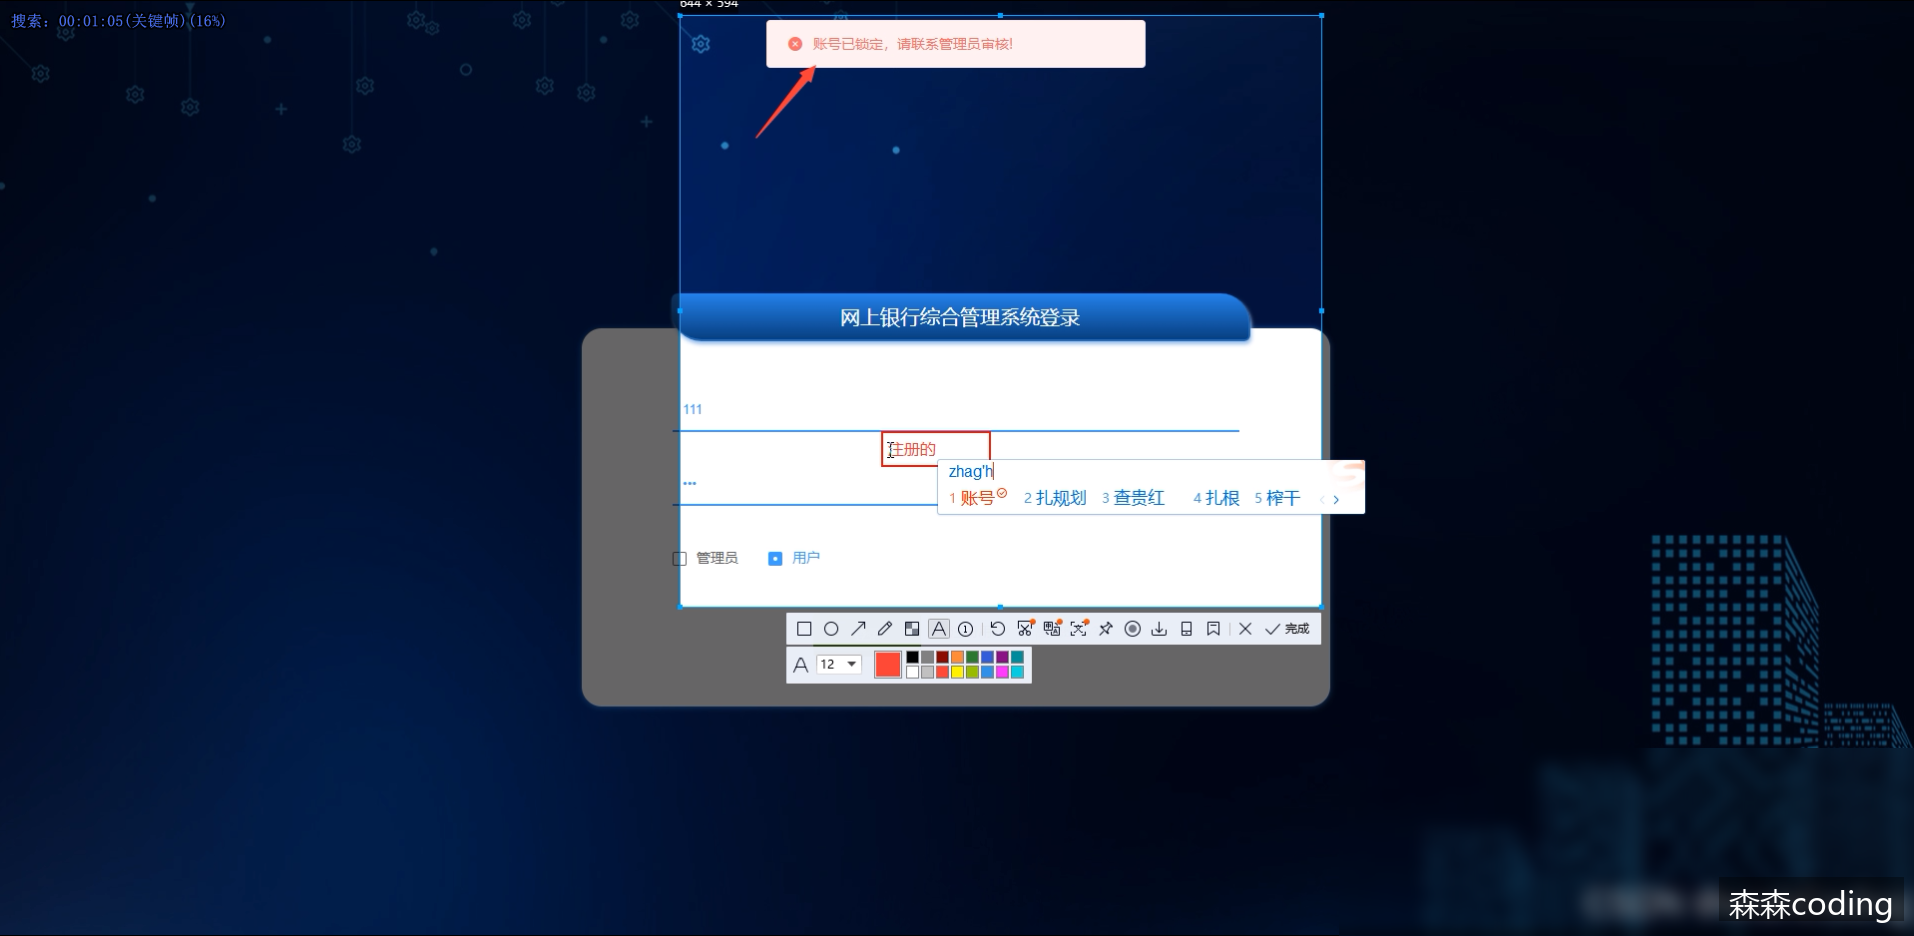 644 × 594
搜索: 00:01:05(关键帧)(16%)
账号已锁定，请联系管理员审核!
网上银行综合管理系统登录
111
注册的
zhag'h
1 账号 2 扎规划 3 查贵红 4 扎根 5 榨干
•••
管理员 用户
完成
A 12
森森coding